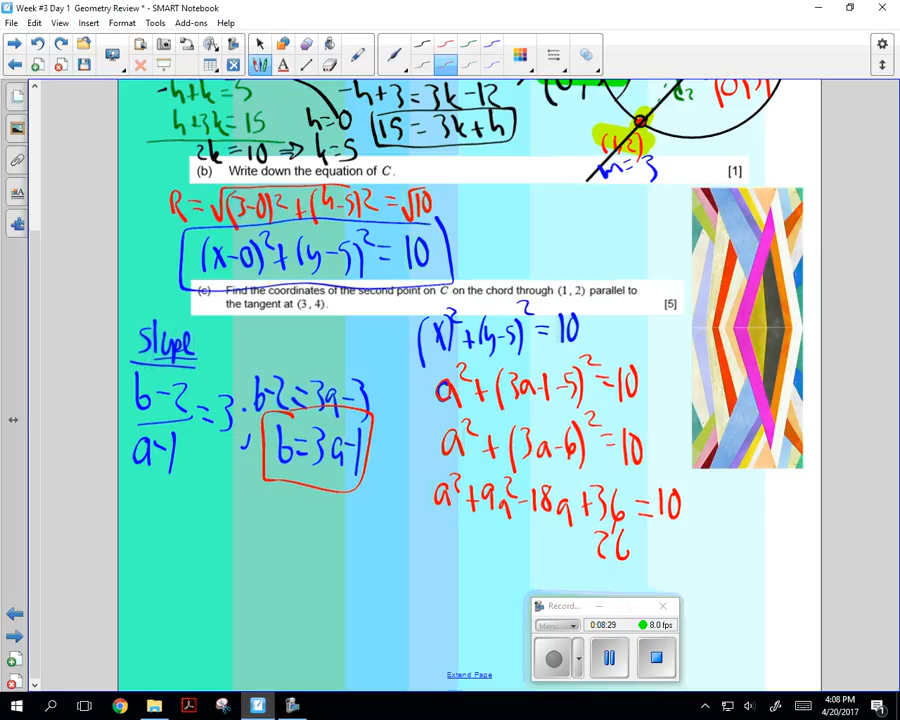 Week #3 Day 1 Geometry Review * - SMART Notebook
File Edit View Insert Format Tools Add-ons Help
-h+k=5
h+3k=15
2k=10 ⇒ k=5
h=0
-h+3=3k-12
15=3k+h
(1,2)
m=3
(b) Write down the equation of C. [1]
R=√(3-0)²+(4-5)²=√10
(x-0)²+(y-5)²=10
(c) Find the coordinates of the second point on C on the chord through (1, 2) parallel to
the tangent at (3, 4). [5]
slope
b-2/a-1=3
b-2=3a-3
b=3a-1
(x)²+(y-5)²=10
a²+(3a-1-5)²=10
a²+(3a-6)²=10
a²+9a²-18a+36=10
26
Record...
Menu
0:08:29
8.0 fps
Extend Page
4:08 PM
4/20/2017